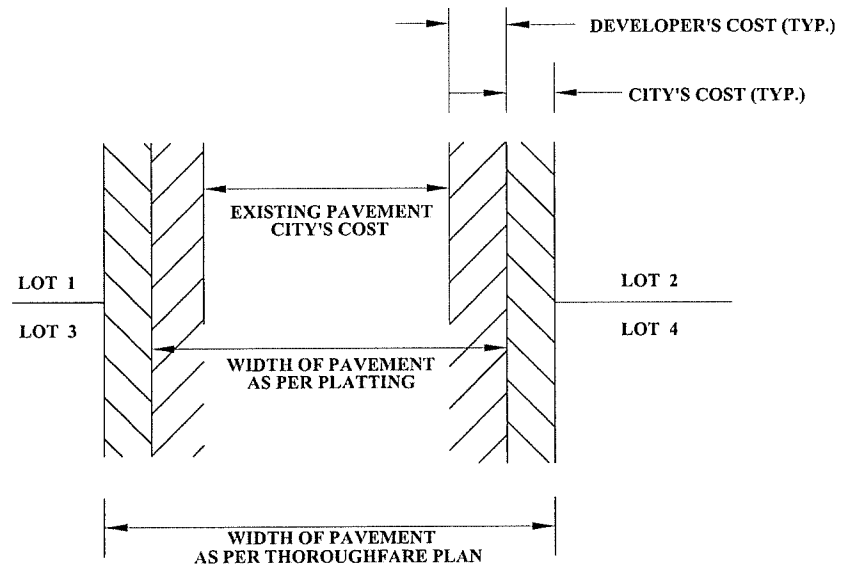 DEVELOPER'S COST (TYP.)
CITY'S COST (TYP.)
EXISTING PAVEMENT
CITY'S COST
LOT 1
LOT 2
LOT 3
LOT 4
WIDTH OF PAVEMENT
AS PER PLATTING
WIDTH OF PAVEMENT
AS PER THOROUGHFARE PLAN